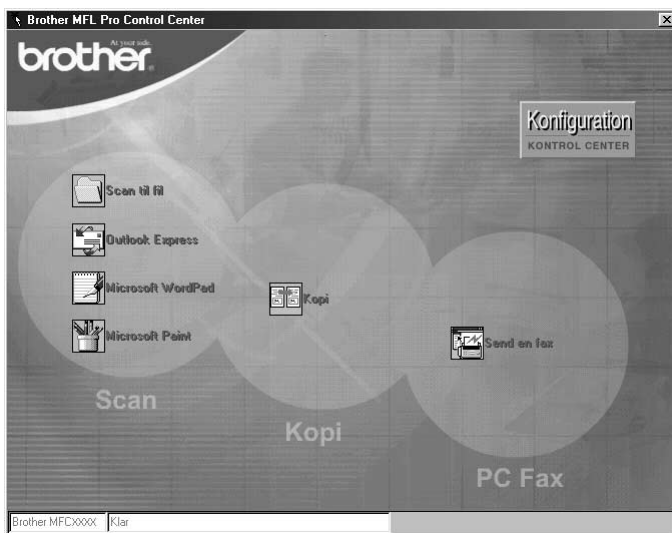 Brother MFL Pro Control Center
At your side.
brother
Konfiguration
KONTROL CENTER
Scan til fil
Outlook Express
Microsoft WordPad
Microsoft Paint
Kopi
Send en fax
Scan
Kopi
PC Fax
Brother MFCXXXX
Klar